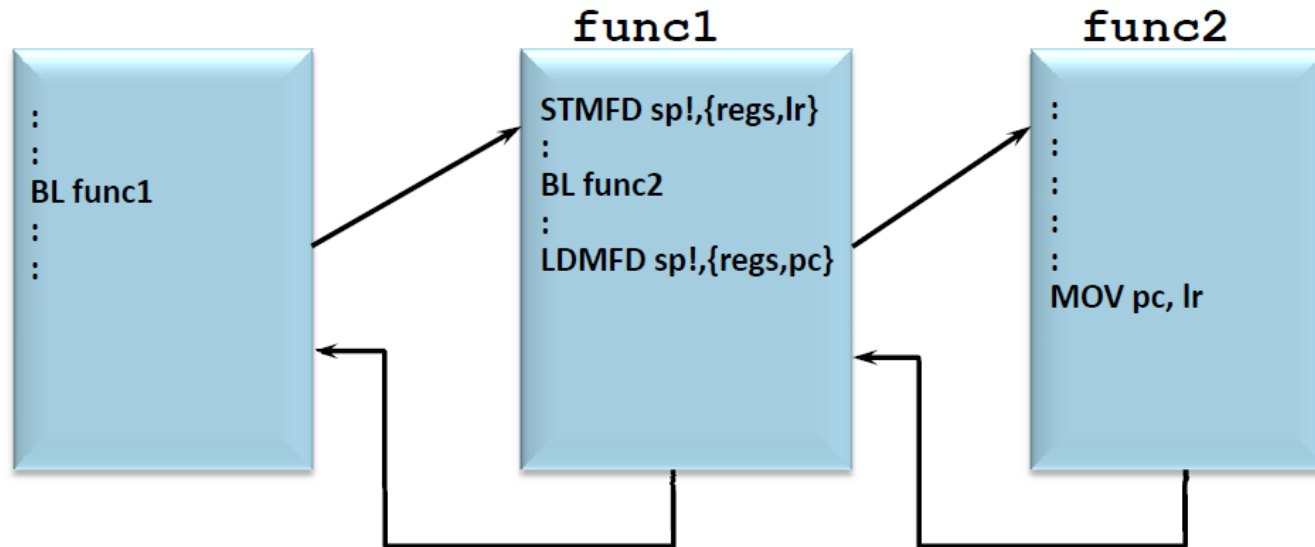 func1
func2
:
:
BL func1
:
:
STMFD sp!,{regs,lr}
:
BL func2
:
LDMFD sp!,{regs,pc}
:
:
:
:
:
MOV pc, lr